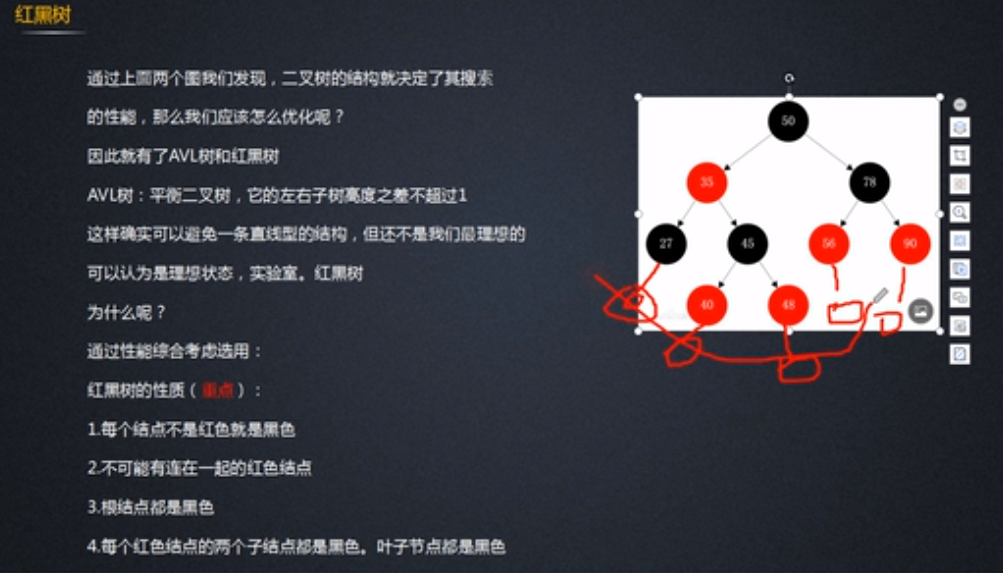 红黑树
通过上面两个图我们发现，二叉树的结构就决定了其搜索
的性能，那么我们应该怎么优化呢？
因此就有了AVL树和红黑树
AVL树：平衡二叉树，它的左右子树高度之差不超过1
这样确实可以避免一条直线型的结构，但还不是我们最理想的
可以认为是理想状态，实验室。红黑树
为什么呢？
通过性能综合考虑选用：
红黑树的性质（重点）：
1.每个结点不是红色就是黑色
2.不可能有连在一起的红色结点
3.根结点都是黑色
4.每个红色结点的两个子结点都是黑色。叶子节点都是黑色
50
35
78
27
45
56
90
40
48